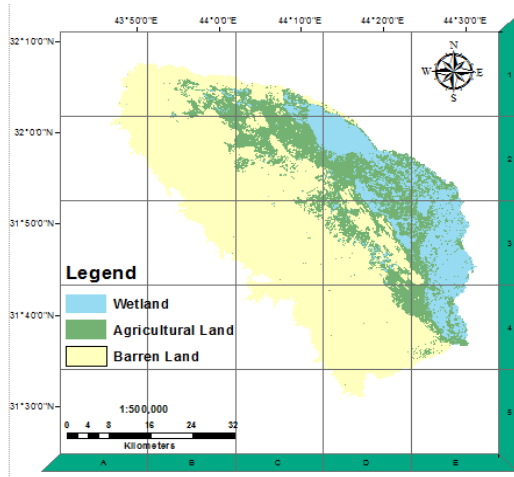 43°50'0"E 44°0'0"E 44°10'0"E 44°20'0"E 44°30'0"E
32°10'0"N
N
W E
S
1
32°0'0"N
2
31°50'0"N
3
Legend
Wetland
31°40'0"N
Agricultural Land
4
Barren Land
31°30'0"N
1:500,000
5
0 4 8 16 24 32
Kilometers
A B C D E